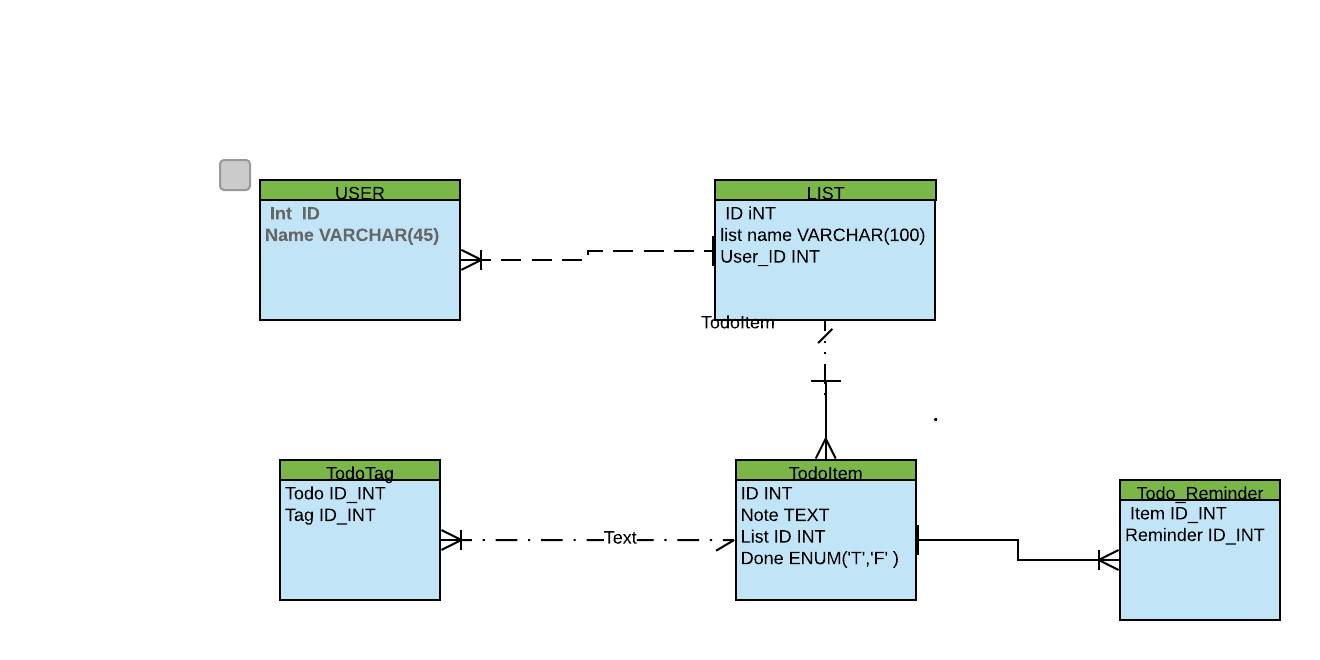 USER
Int ID
Name VARCHAR(45)
LIST
ID iNT
list name VARCHAR(100)
User_ID INT
TodoItem
TodoTag
Todo ID_INT
Tag ID_INT
Text
TodoItem
ID INT
Note TEXT
List ID INT
Done ENUM('T','F' )
Todo_Reminder
Item ID_INT
Reminder ID_INT